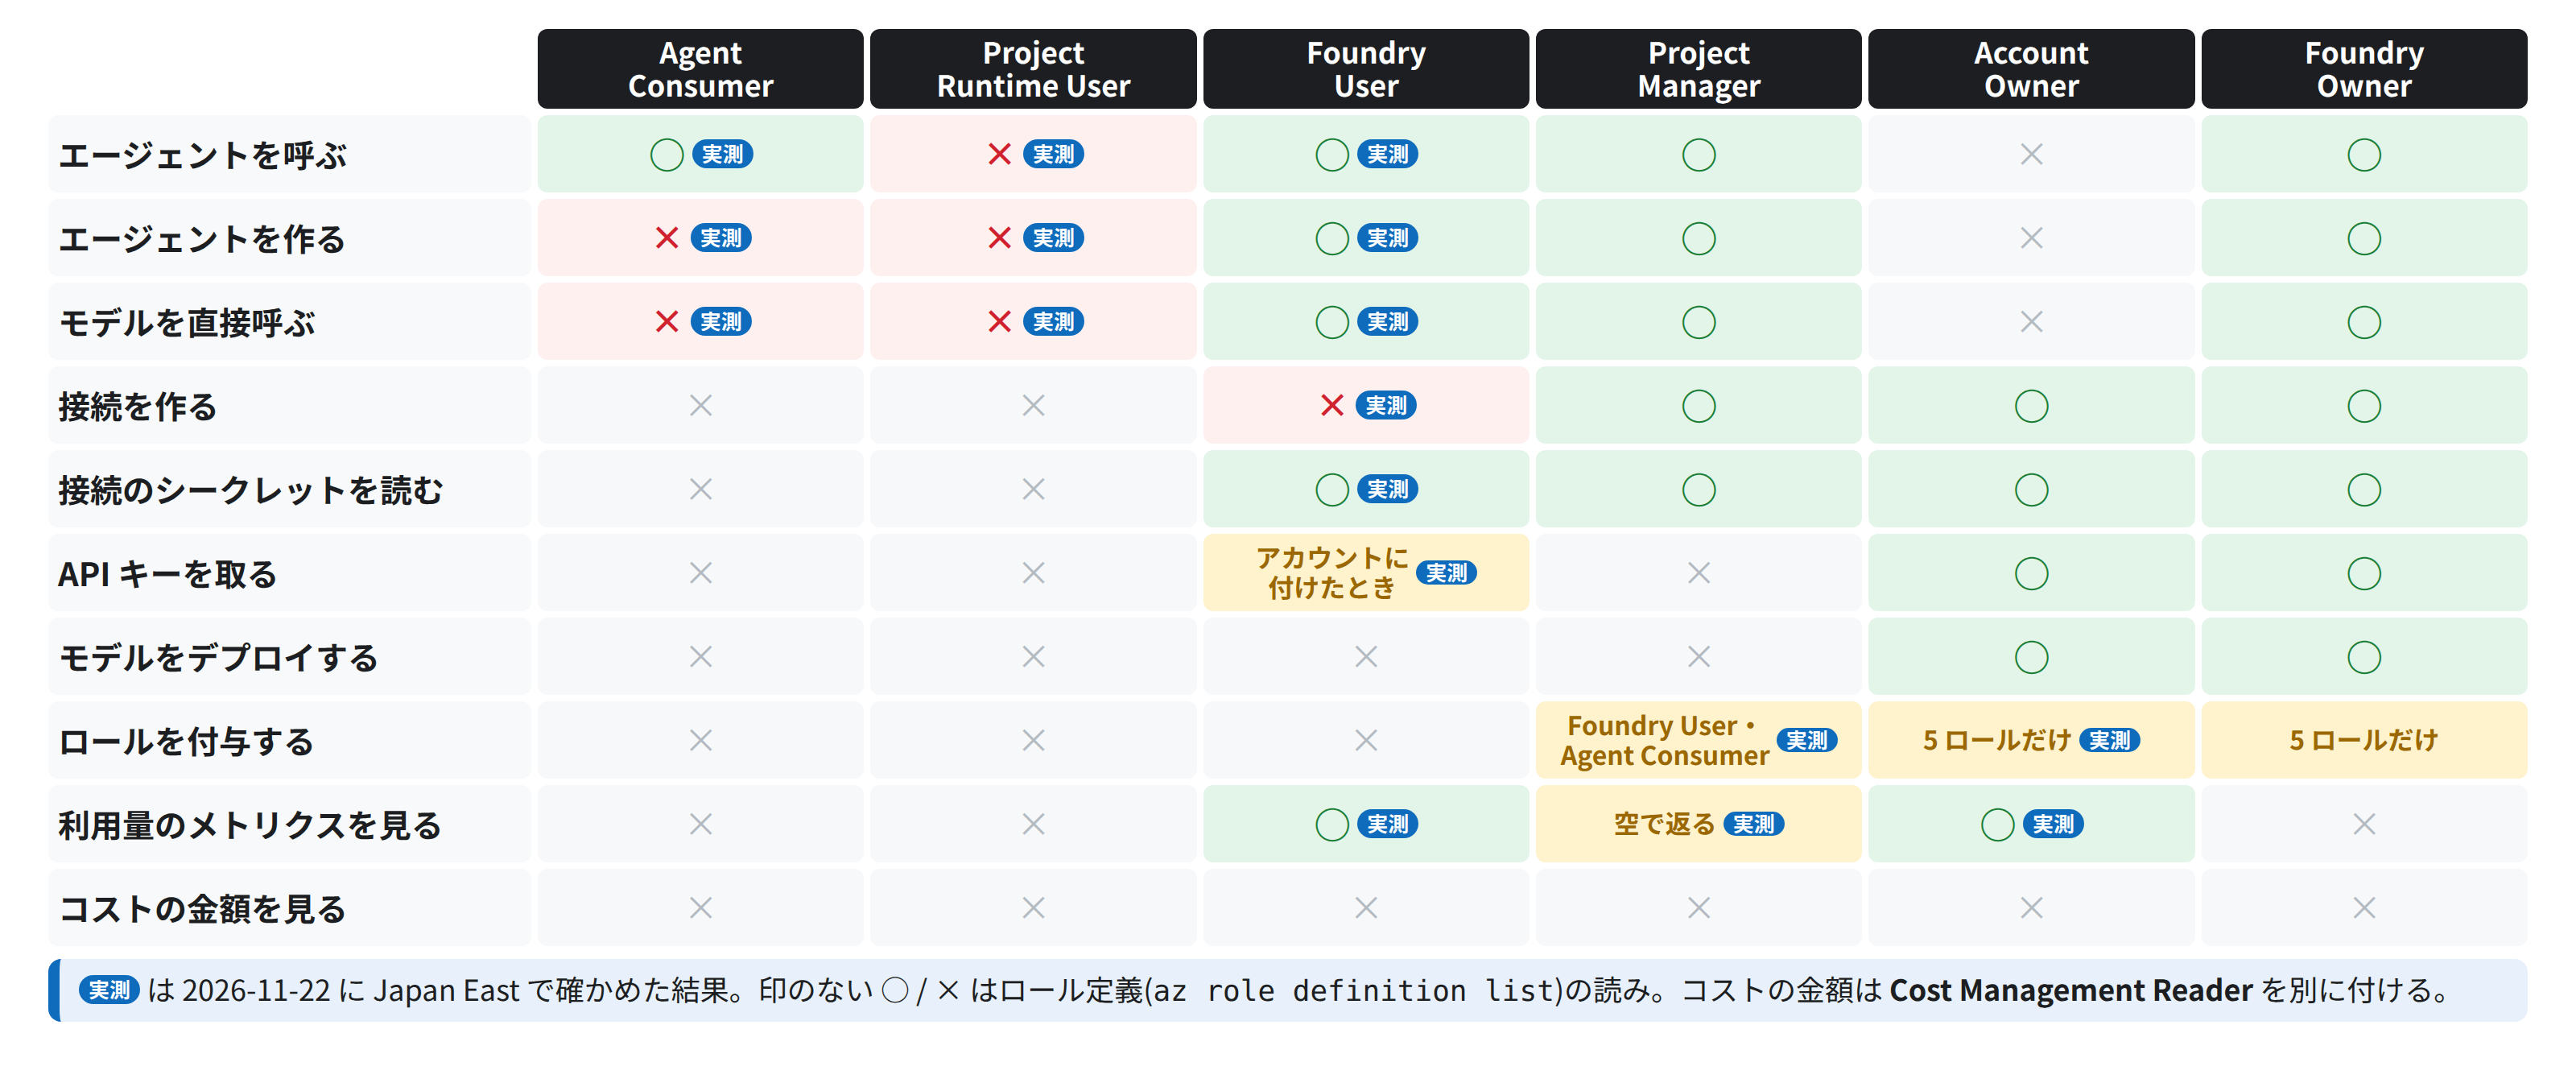 Agent Consumer
Project Runtime User
Foundry User
Project Manager
Account Owner
Foundry Owner
エージェントを呼ぶ ◯ 実測 × 実測 ◯ 実測 ◯ × ◯
エージェントを作る × 実測 × 実測 ◯ 実測 ◯ × ◯
モデルを直接呼ぶ × 実測 × 実測 ◯ 実測 ◯ × ◯
接続を作る × × × 実測 ◯ ◯ ◯
接続のシークレットを読む × × ◯ 実測 ◯ ◯ ◯
API キーを取る × × アカウントに付けたとき 実測 × ◯ ◯
モデルをデプロイする × × × × ◯ ◯
ロールを付与する × × × Foundry User・Agent Consumer 実測 5 ロールだけ 実測 5 ロールだけ
利用量のメトリクスを見る × × ◯ 実測 空で返る 実測 ◯ 実測 ×
コストの金額を見る × × × × × ×
実測 は 2026-11-22 に Japan East で確かめた結果。印のない ◯ / × はロール定義(az role definition list)の読み。コストの金額は Cost Management Reader を別に付ける。